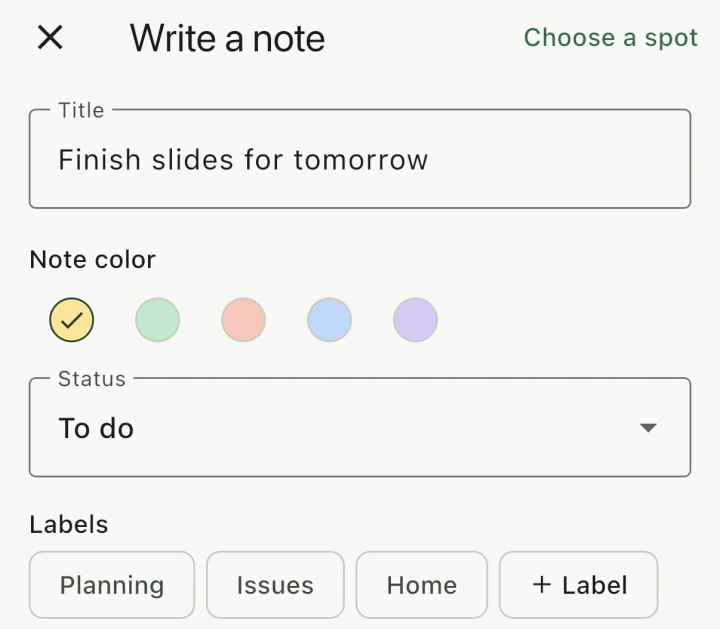 Write a note
Choose a spot
Title
Finish slides for tomorrow
Note color
Status
To do
Labels
Planning
Issues
Home
+ Label